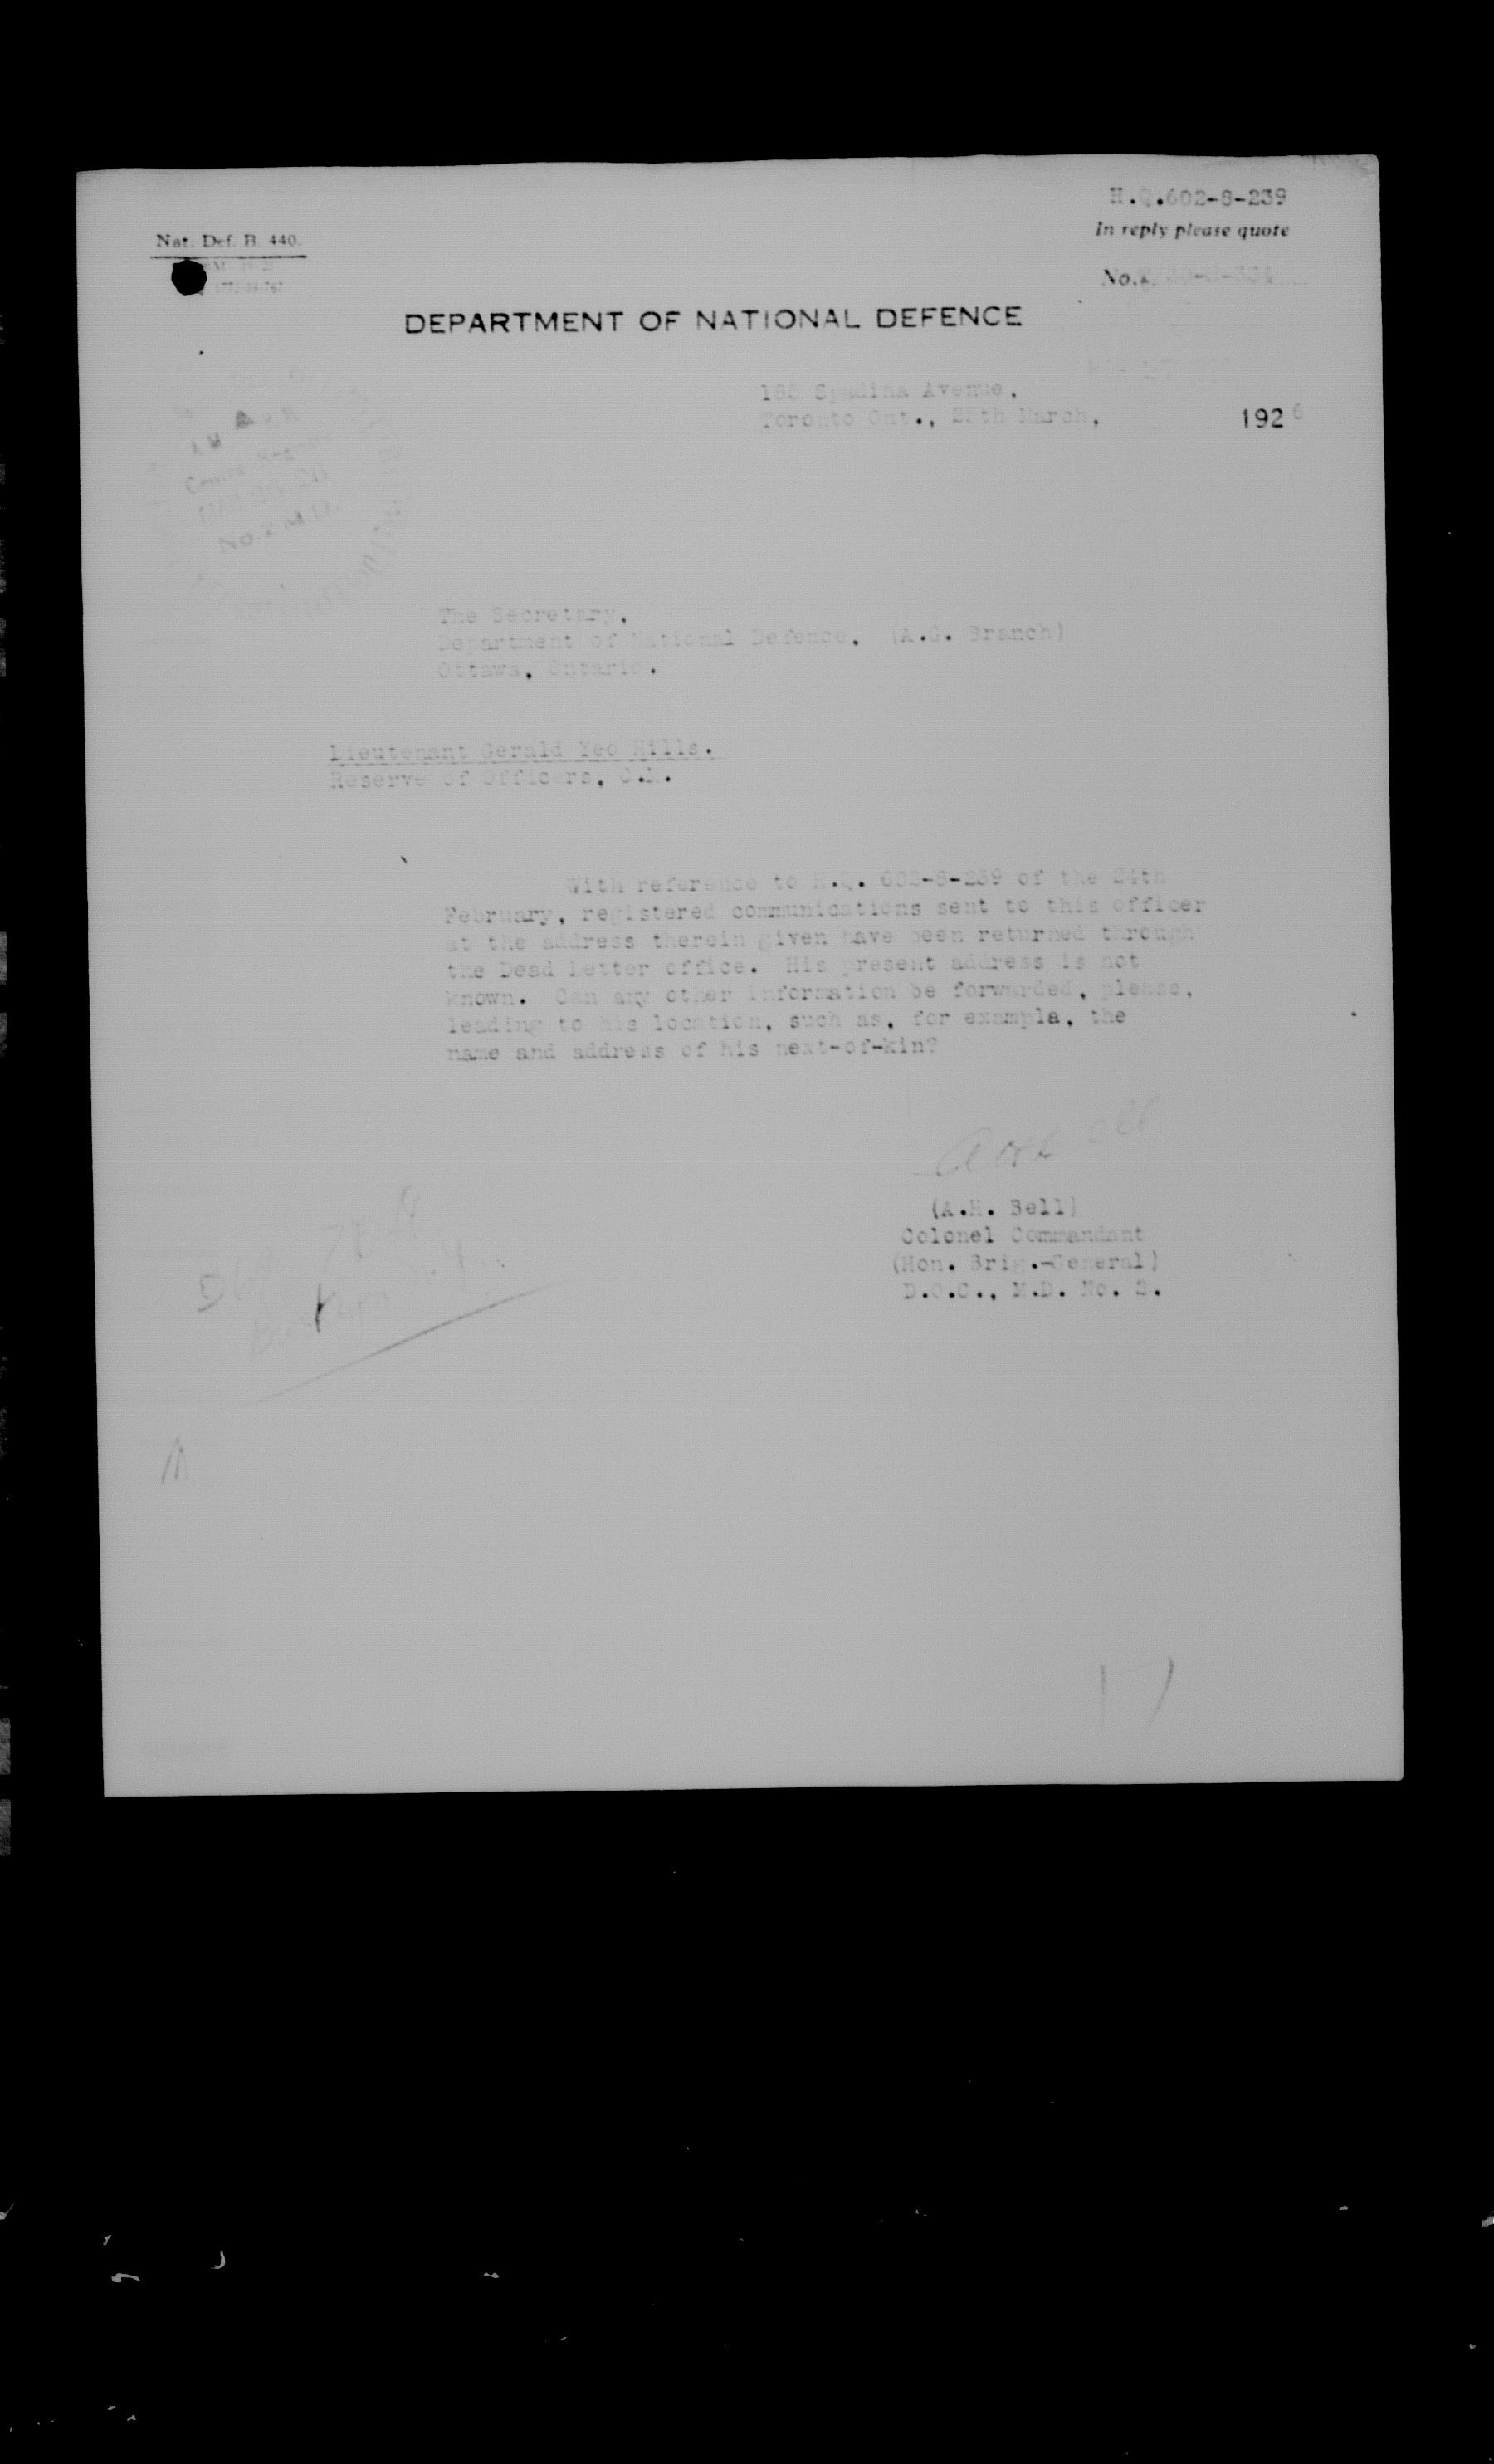 H.Q.602-8-239
In reply please quote
Nat. Def. B. 440.
No.
DEPARTMENT OF NATIONAL DEFENCE
Spadina Avenue,
Toronto Ont., March, 1926
No 2 M.D.
The Secretary,
Department of National Defence, (A.G. Branch)
Ottawa, Ontario.
Lieutenant Gerald Yeo Hills.
Reserve of Officers, C.M.
With reference to H.Q. 602-8-239 of the 24th
February, registered communications sent to this officer
at the address therein given have been returned through
the Dead Letter office. His present address is not
known. Can any other information be forwarded, please,
leading to his location, such as, for exampla, the
name and address of his next-of-kin?
(A.H. Bell)
Colonel Commandant
(Hon. Brig.-General)
D.O.C., M.D. No. 2.